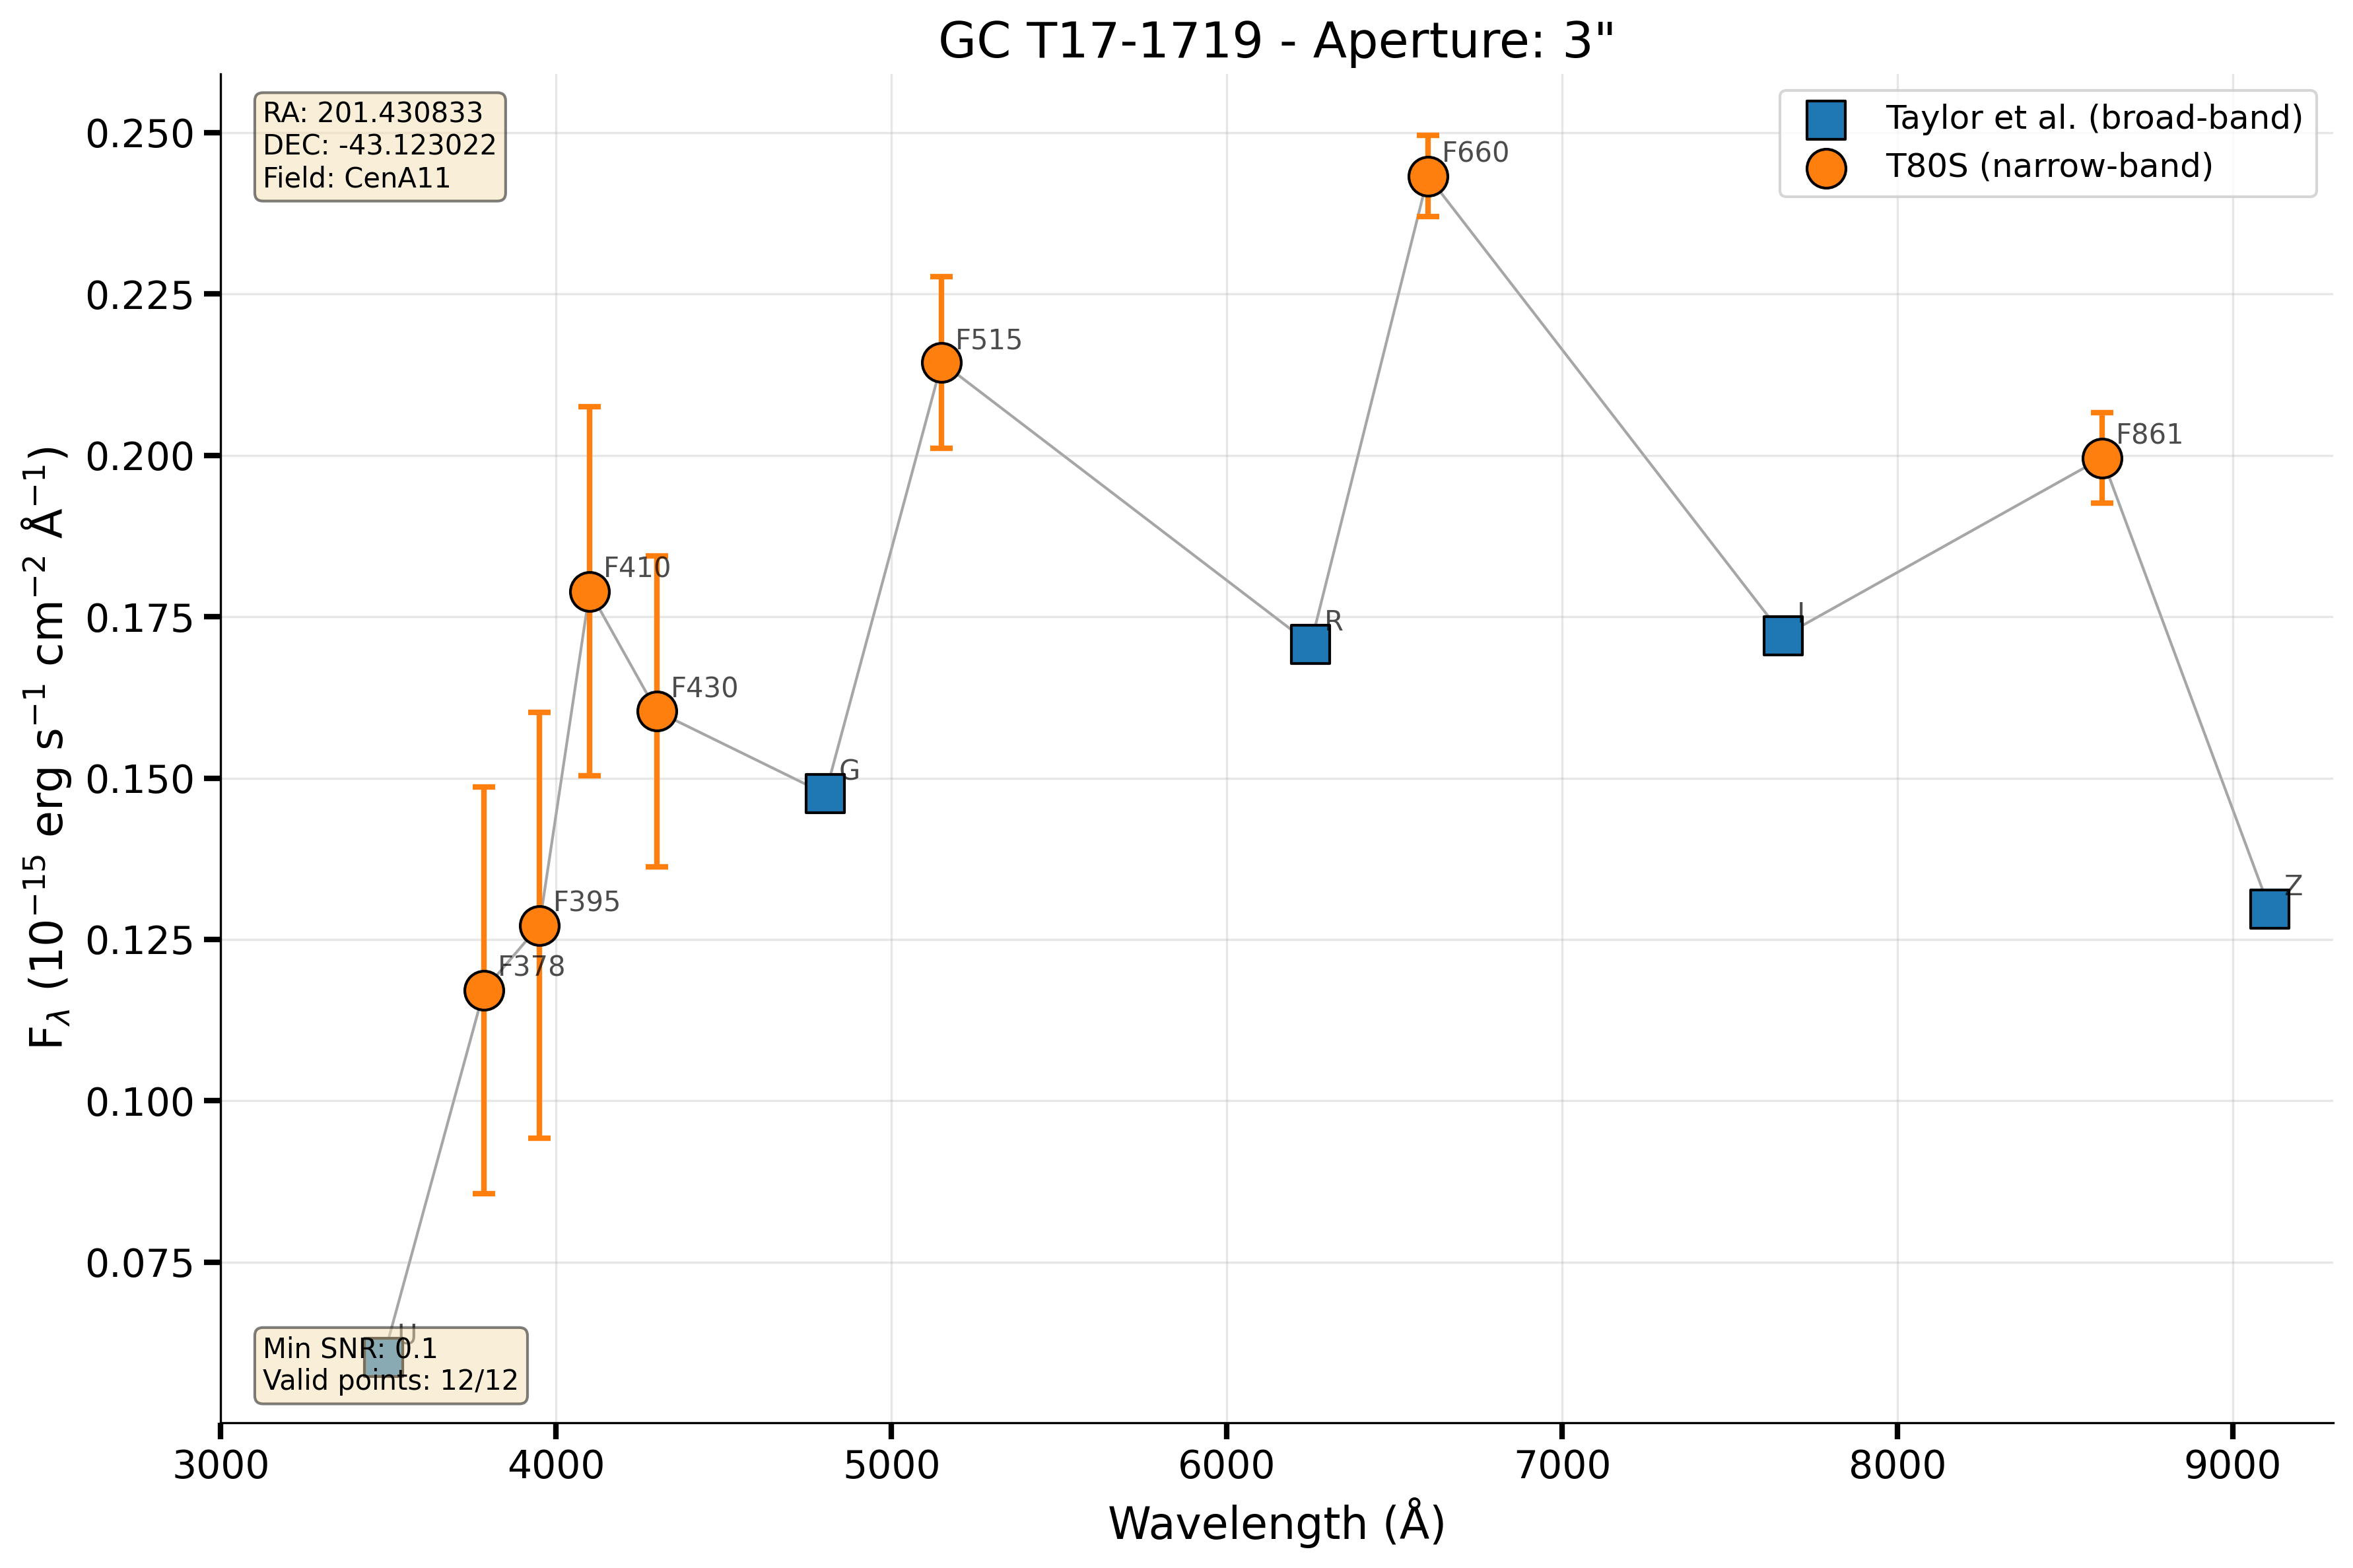 GC T17-1719 - Aperture: 3"
RA: 201.430833
DEC: -43.123022
Field: CenA11
Taylor et al. (broad-band)
T80S (narrow-band)
F660
F515
F861
F410
R
I
F430
G
F395
Z
F378
U
Min SNR: 0.1
Valid points: 12/12
0.250
0.225
0.200
0.175
0.150
0.125
0.100
0.075
F_λ (10⁻¹⁵ erg s⁻¹ cm⁻² Å⁻¹)
3000 4000 5000 6000 7000 8000 9000
Wavelength (Å)